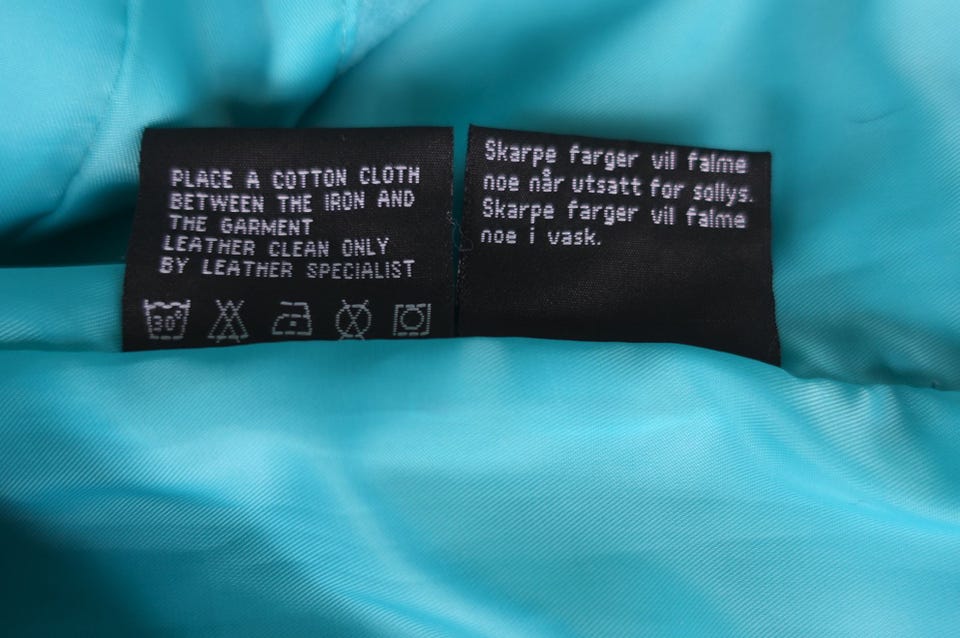 PLACE A COTTON CLOTH
BETWEEN THE IRON AND
THE GARMENT
LEATHER CLEAN ONLY
BY LEATHER SPECIALIST
30°
Skarpe farger vil falme
noe når utsatt for sollys.
Skarpe farger vil falme
noe i vask.